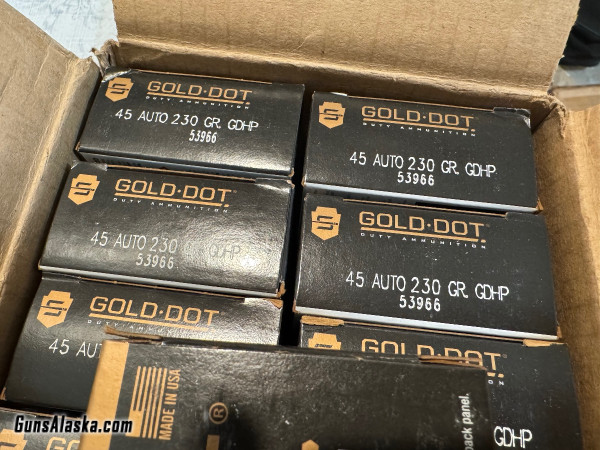 GOLD·DOT
DUTY AMMUNITION
45 AUTO 230 GR. GDHP
53966
GOLD·DOT
DUTY AMMUNITION
45 AUTO 230 GR. GDHP
53966
GOLD·DOT
DUTY AMMUNITION
45 AUTO 230 GDHP
53966
GOLD·DOT
DUTY AMMUNITION
45 AUTO 230 GR. GDHP
53966
GOLD·DOT
DUTY AMMUNITION
45
GOLD·DOT
GDHP
MADE IN USA
®
back panel.
GunsAlaska.com